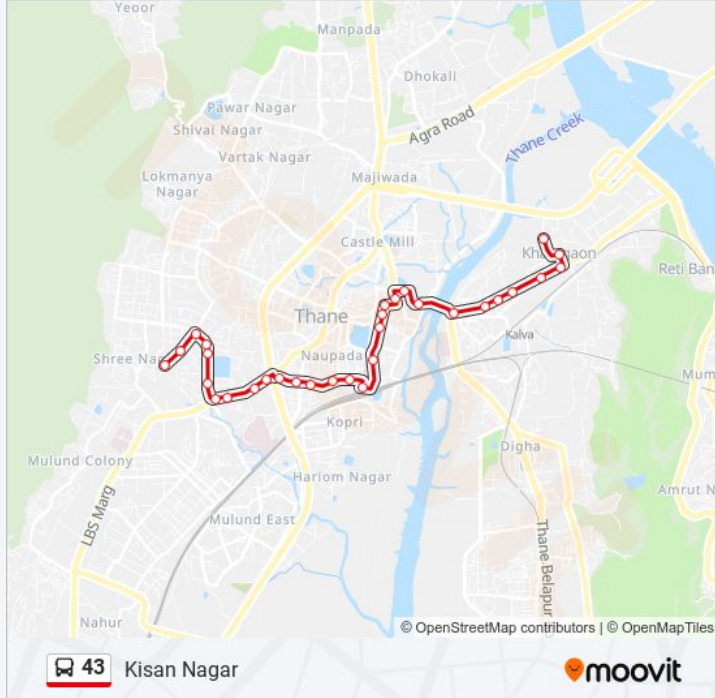 Yeoor
Manpada
Dhokali
Pawar Nagar
Agra Road
Shivai Nagar
Thane Creek
Vartak Nagar
Lokmanya
Nagar
Majiwada
Castle Mill
Reti Ban
Thane
Kalva
Shree Na
Naupada
Mum
Kopri
Digha
Mulund Colony
Hariom Nagar
LBS Marg
Amrut N
Mulund East
Thane Belapur
Nahur
© OpenStreetMap contributors | © OpenMapTiles
43 Kisan Nagar
moovit